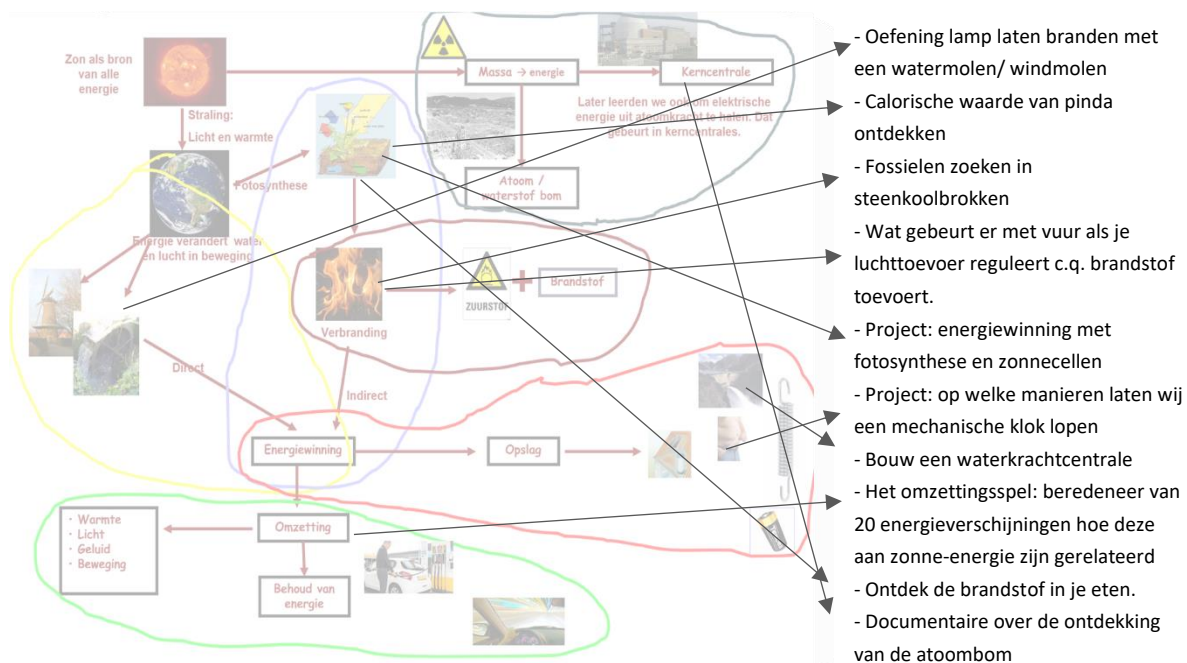 Zon als bron
van alle
energie
Straling:
Licht en warmte
Fotosynthese
Energie verandert water
en lucht in beweging
Direct
Massa → energie
Kerncentrale
Later leerden we ook om elektrische
energie uit atoomkracht te halen. Dat
gebeurt in kerncentrales.
Atoom /
waterstof bom
Verbranding
ZUURSTOF
+
Brandstof
Indirect
Energiewinning
Opslag
Omzetting
• Warmte
• Licht
• Geluid
• Beweging
Behoud van
energie
- Oefening lamp laten branden met
een watermolen/ windmolen
- Calorische waarde van pinda
ontdekken
- Fossielen zoeken in
steenkoolbrokken
- Wat gebeurt er met vuur als je
luchttoevoer reguleert c.q. brandstof
toevoert.
- Project: energiewinning met
fotosynthese en zonnecellen
- Project: op welke manieren laten wij
een mechanische klok lopen
- Bouw een waterkrachtcentrale
- Het omzettingsspel: beredeneer van
20 energieverschijningen hoe deze
aan zonne-energie zijn gerelateerd
- Ontdek de brandstof in je eten.
- Documentaire over de ontdekking
van de atoombom